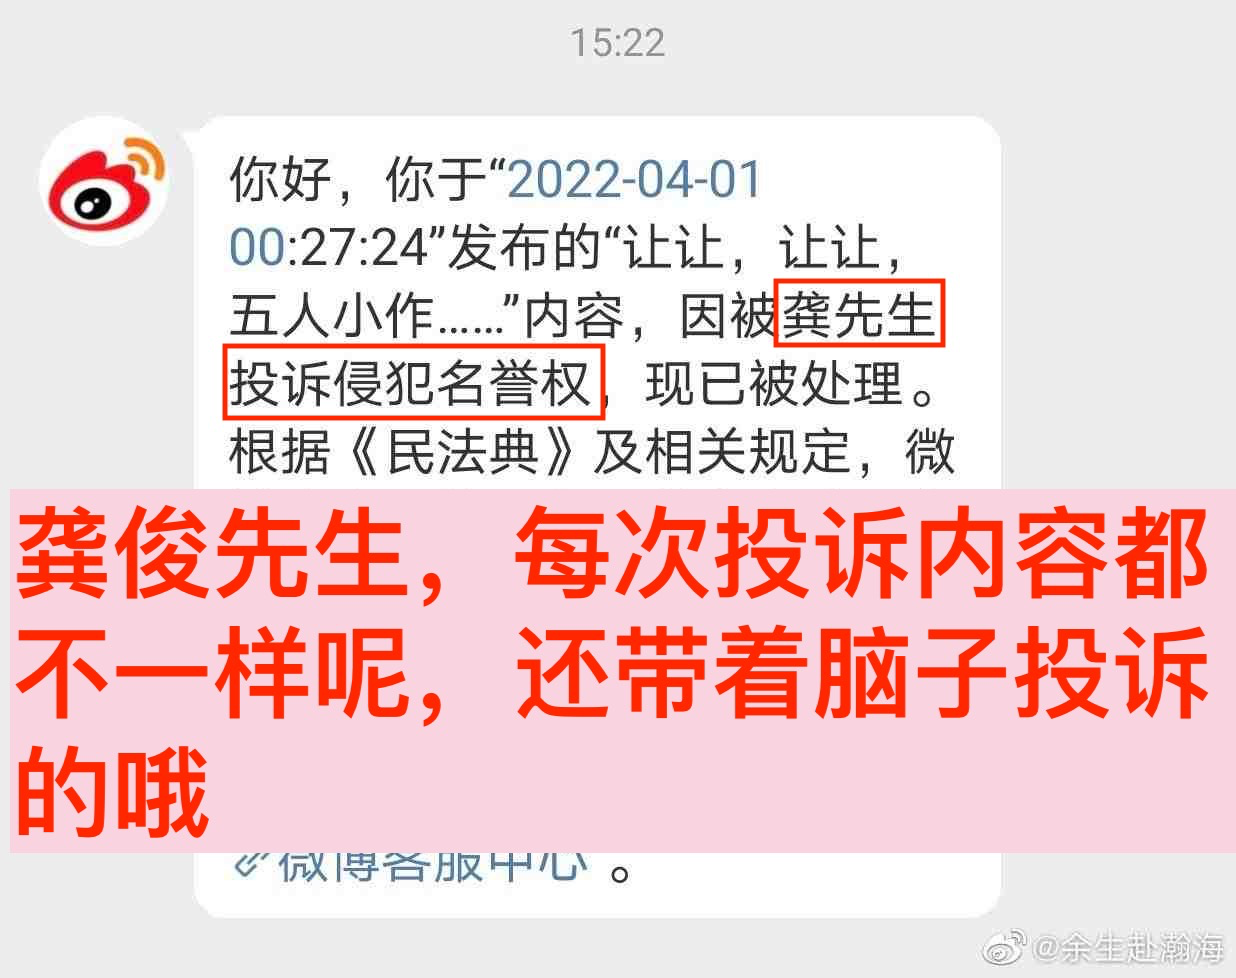 15:22
你好，你于“2022-04-01
00:27:24”发布的“让让，让让，
五人小作......”内容，因被龚先生
投诉侵犯名誉权，现已被处理。
根据《民法典》及相关规定，微
龚俊先生，每次投诉内容都
不一样呢，还带着脑子投诉
的哦
微博客服中心。
@余生赴瀚海